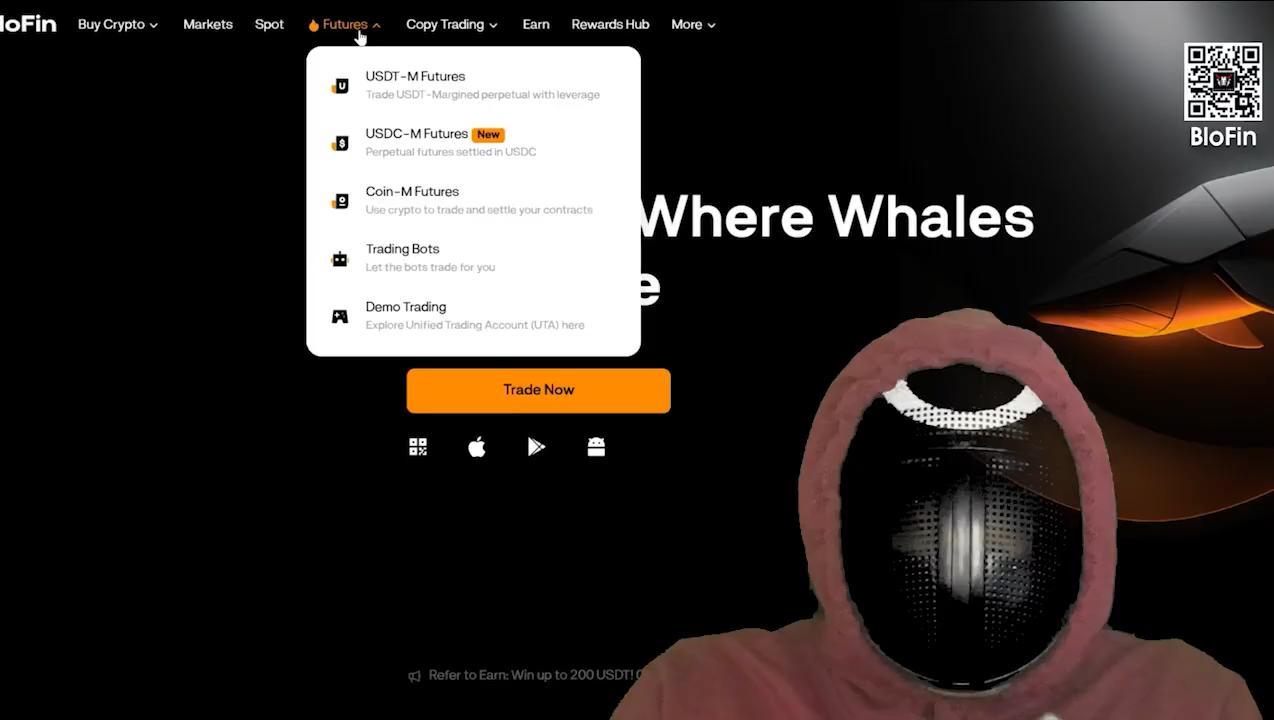 loFin
Buy Crypto
Markets
Spot
Futures
Copy Trading
Earn
Rewards Hub
More
USDT-M Futures
Trade USDT-Margined perpetual with leverage
USDC-M Futures New
Perpetual futures settled in USDC
Coin-M Futures
Use crypto to trade and settle your contracts
Trading Bots
Let the bots trade for you
Demo Trading
Explore Unified Trading Account (UTA) here
BloFin
Where Whales
e
Trade Now
Refer to Earn: Win up to 200 USDT!